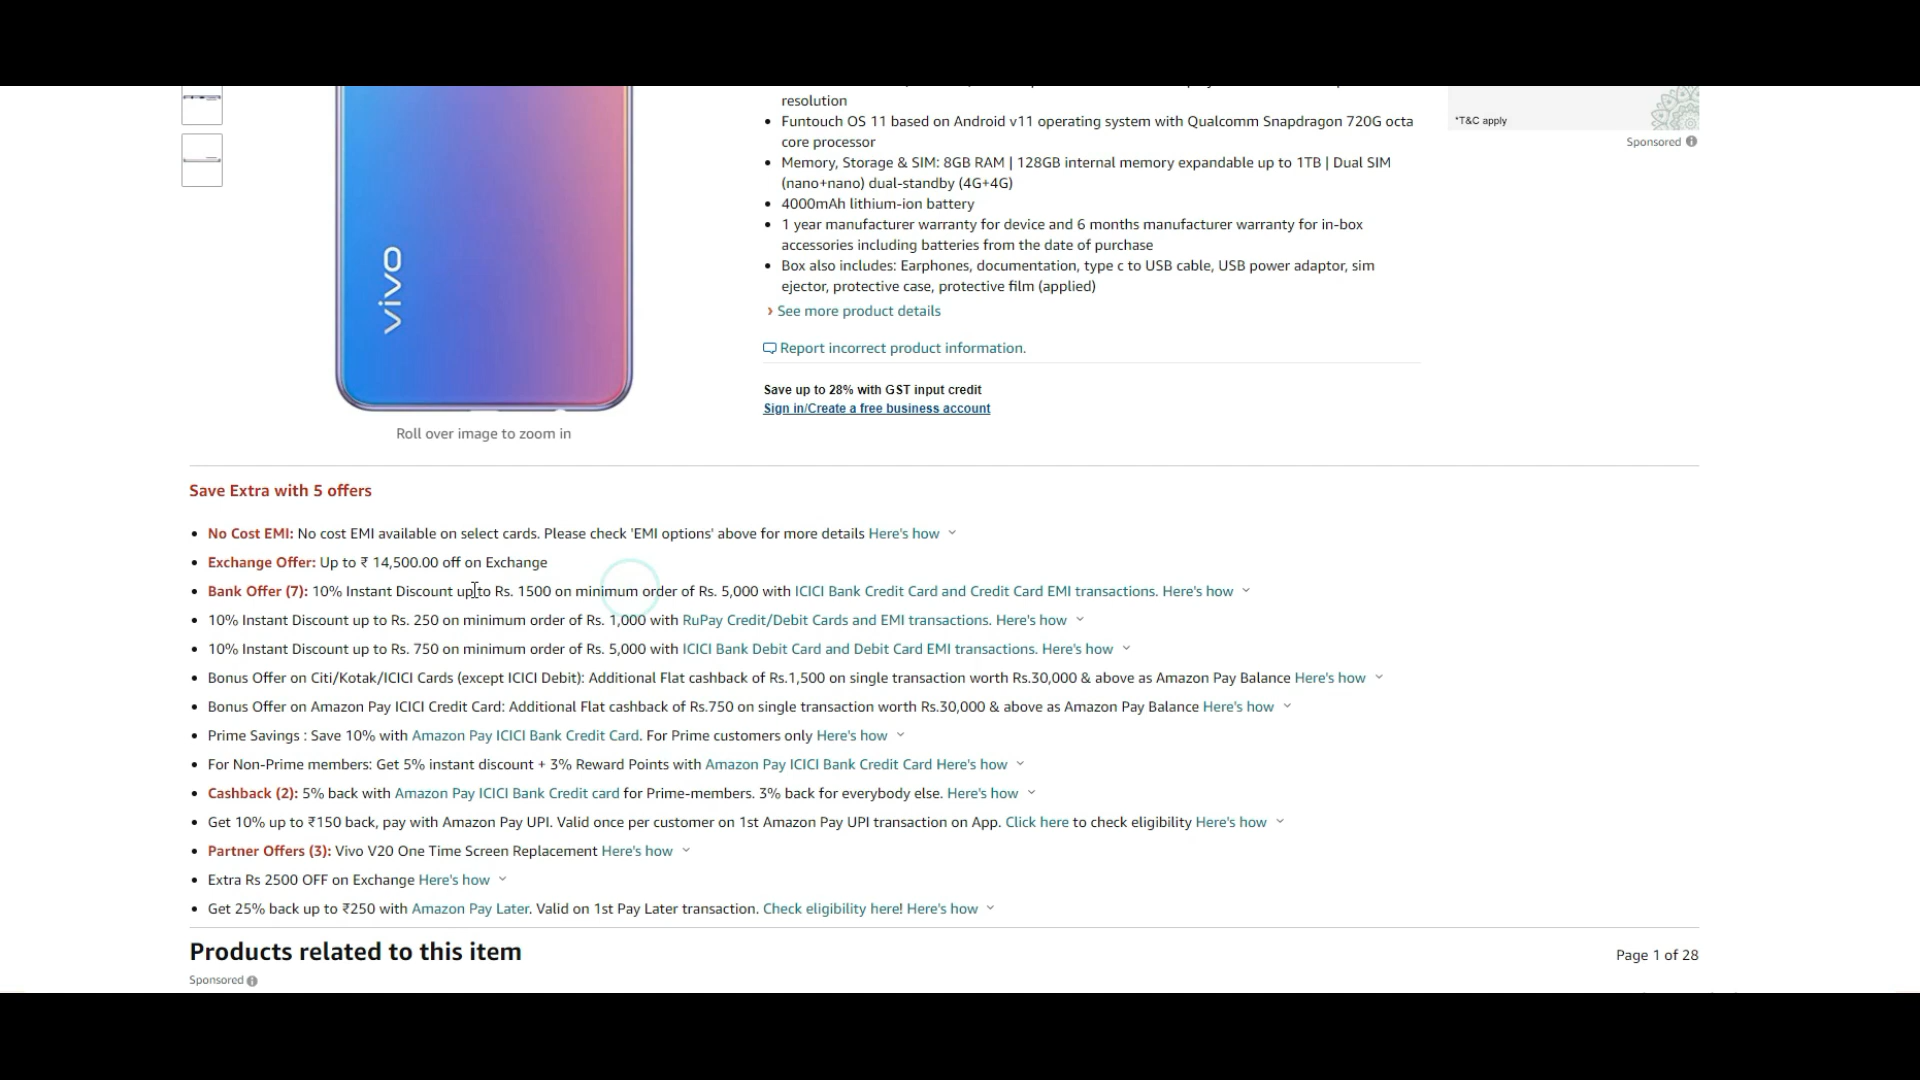 resolution
Funtouch OS 11 based on Android v11 operating system with Qualcomm Snapdragon 720G octa
core processor
Memory, Storage & SIM: 8GB RAM | 128GB internal memory expandable up to 1TB | Dual SIM
(nano+nano) dual-standby (4G+4G)
4000mAh lithium-ion battery
1 year manufacturer warranty for device and 6 months manufacturer warranty for in-box
accessories including batteries from the date of purchase
Box also includes: Earphones, documentation, type c to USB cable, USB power adaptor, sim
ejector, protective case, protective film (applied)
See more product details
Report incorrect product information.
Save up to 28% with GST input credit
Sign in/Create a free business account
*T&C apply
Sponsored
vivo
Roll over image to zoom in
Save Extra with 5 offers
No Cost EMI: No cost EMI available on select cards. Please check 'EMI options' above for more details Here's how
Exchange Offer: Up to ₹ 14,500.00 off on Exchange
Bank Offer (7): 10% Instant Discount up to Rs. 1500 on minimum order of Rs. 5,000 with ICICI Bank Credit Card and Credit Card EMI transactions. Here's how
10% Instant Discount up to Rs. 250 on minimum order of Rs. 1,000 with RuPay Credit/Debit Cards and EMI transactions. Here's how
10% Instant Discount up to Rs. 750 on minimum order of Rs. 5,000 with ICICI Bank Debit Card and Debit Card EMI transactions. Here's how
Bonus Offer on Citi/Kotak/ICICI Cards (except ICICI Debit): Additional Flat cashback of Rs.1,500 on single transaction worth Rs.30,000 & above as Amazon Pay Balance Here's how
Bonus Offer on Amazon Pay ICICI Credit Card: Additional Flat cashback of Rs.750 on single transaction worth Rs.30,000 & above as Amazon Pay Balance Here's how
Prime Savings : Save 10% with Amazon Pay ICICI Bank Credit Card. For Prime customers only Here's how
For Non-Prime members: Get 5% instant discount + 3% Reward Points with Amazon Pay ICICI Bank Credit Card Here's how
Cashback (2): 5% back with Amazon Pay ICICI Bank Credit card for Prime-members. 3% back for everybody else. Here's how
Get 10% up to ₹150 back, pay with Amazon Pay UPI. Valid once per customer on 1st Amazon Pay UPI transaction on App. Click here to check eligibility Here's how
Partner Offers (3): Vivo V20 One Time Screen Replacement Here's how
Extra Rs 2500 OFF on Exchange Here's how
Get 25% back up to ₹250 with Amazon Pay Later. Valid on 1st Pay Later transaction. Check eligibility here! Here's how
Products related to this item
Page 1 of 28
Sponsored